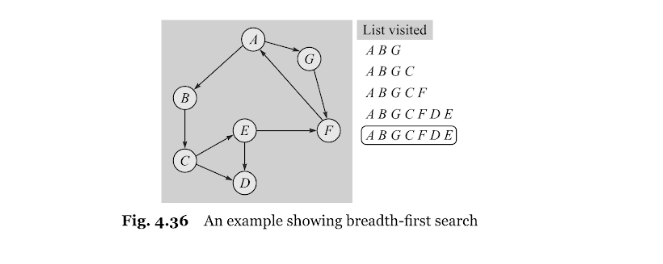 List visited
A
A B G
G
A B G C
B
A B G C F
E
F
A B G C F D E
C
A B G C F D E
D
Fig. 4.36 An example showing breadth-first search